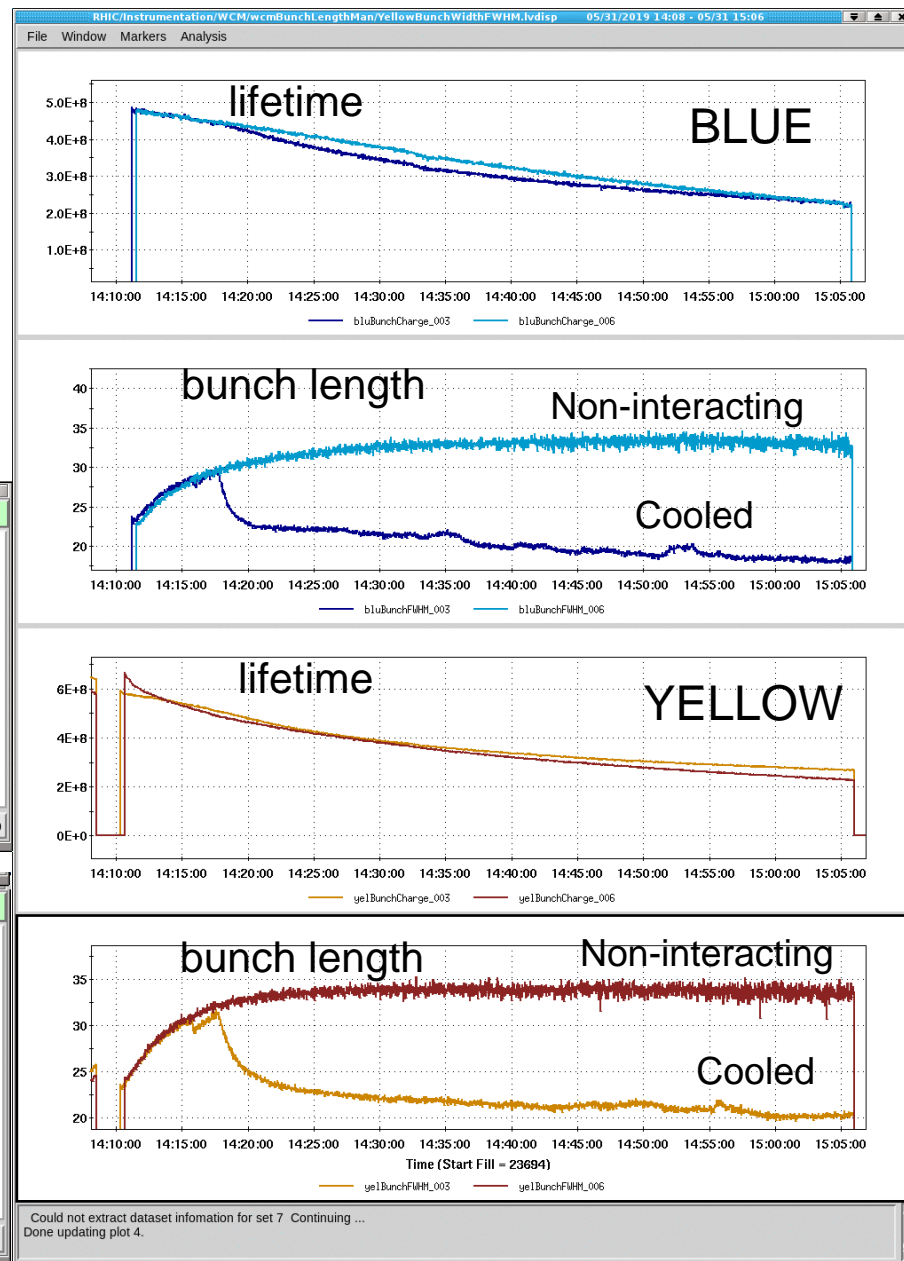 RHIC/Instrumentation/WCM/wcmBunchLengthMan/YellowBunchWidthFWHM.lvdisp 05/31/2019 14:08 - 05/31 15:06
File Window Markers Analysis
lifetime
BLUE
5.0E+8
4.0E+8
3.0E+8
2.0E+8
1.0E+8
14:10:00 14:15:00 14:20:00 14:25:00 14:30:00 14:35:00 14:40:00 14:45:00 14:50:00 14:55:00 15:00:00 15:05:00
bluBunchCharge_003 bluBunchCharge_006
bunch length
Non-interacting
Cooled
40
35
30
25
20
14:10:00 14:15:00 14:20:00 14:25:00 14:30:00 14:35:00 14:40:00 14:45:00 14:50:00 14:55:00 15:00:00 15:05:00
bluBunchFWHM_003 bluBunchFWHM_006
lifetime
YELLOW
6E+8
4E+8
2E+8
0E+0
14:10:00 14:15:00 14:20:00 14:25:00 14:30:00 14:35:00 14:40:00 14:45:00 14:50:00 14:55:00 15:00:00 15:05:00
yelBunchCharge_003 yelBunchCharge_006
bunch length
Non-interacting
Cooled
35
30
25
20
14:10:00 14:15:00 14:20:00 14:25:00 14:30:00 14:35:00 14:40:00 14:45:00 14:50:00 14:55:00 15:00:00 15:05:00
Time (Start Fill = 23694)
yelBunchFWHM_003 yelBunchFWHM_006
Could not extract dataset infomation for set 7 Continuing ...
Done updating plot 4.